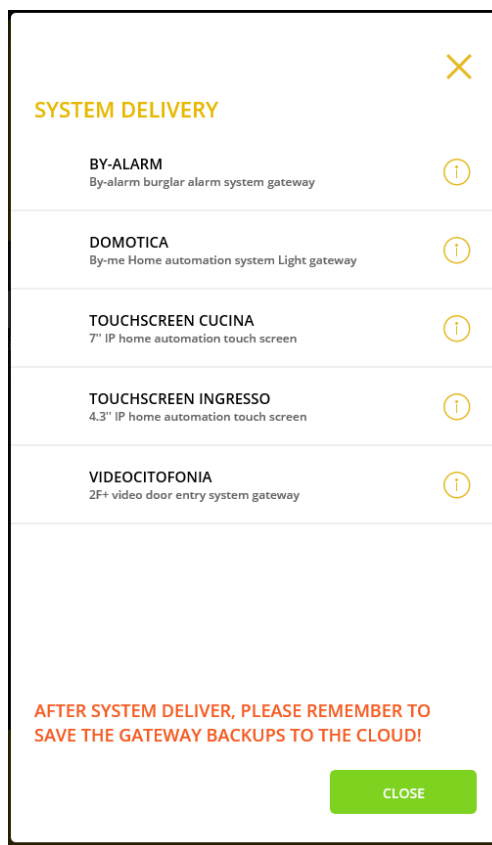 SYSTEM DELIVERY
BY-ALARM
By-alarm burglar alarm system gateway
DOMOTICA
By-me Home automation system Light gateway
TOUCHSCREEN CUCINA
7'' IP home automation touch screen
TOUCHSCREEN INGRESSO
4.3'' IP home automation touch screen
VIDEOCITOFONIA
2F+ video door entry system gateway
AFTER SYSTEM DELIVER, PLEASE REMEMBER TO
SAVE THE GATEWAY BACKUPS TO THE CLOUD!
CLOSE